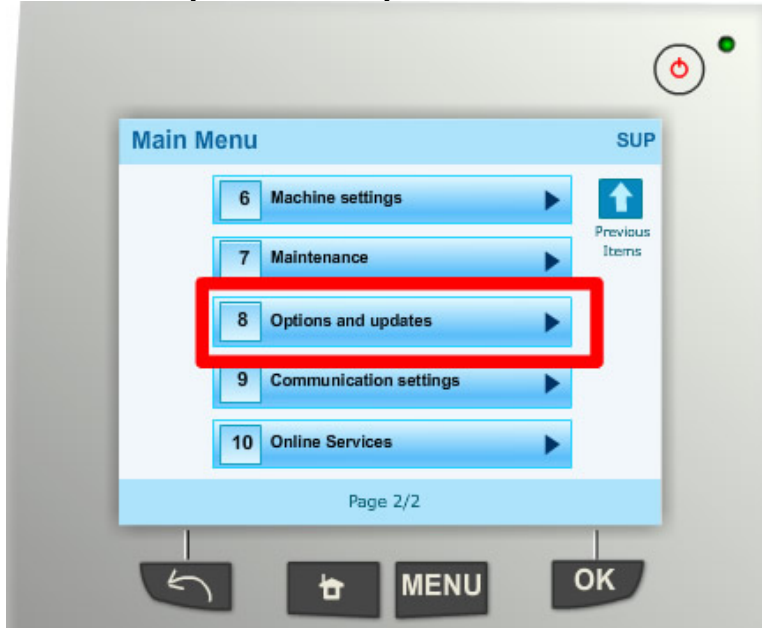 Main Menu
SUP
6 Machine settings
Previous
Items
7 Maintenance
8 Options and updates
9 Communication settings
10 Online Services
Page 2/2
MENU
OK